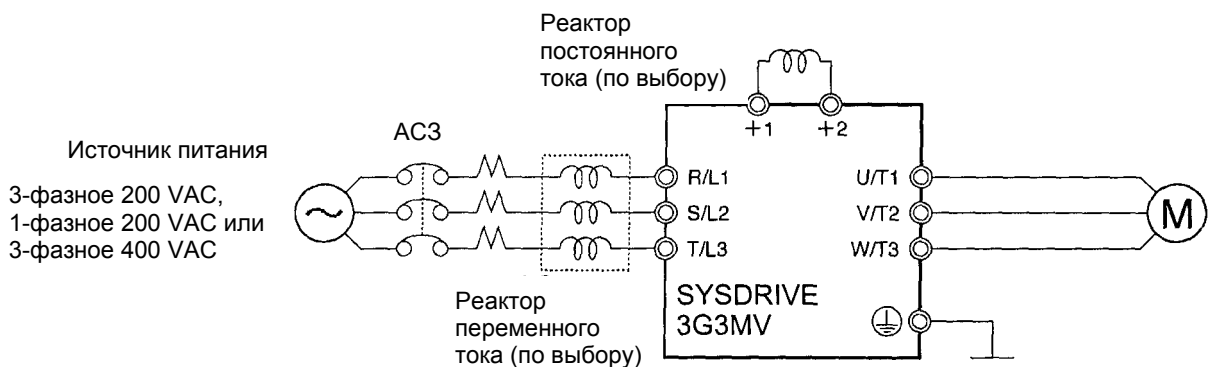 Реактор
постоянного
тока (по выбору)
+1 +2
АСЗ
Источник питания
3-фазное 200 VAC,
1-фазное 200 VAC или
3-фазное 400 VAC
R/L1
S/L2
T/L3
U/T1
V/T2
W/T3
M
SYSDRIVE
3G3MV
Реактор
переменного
тока (по выбору)